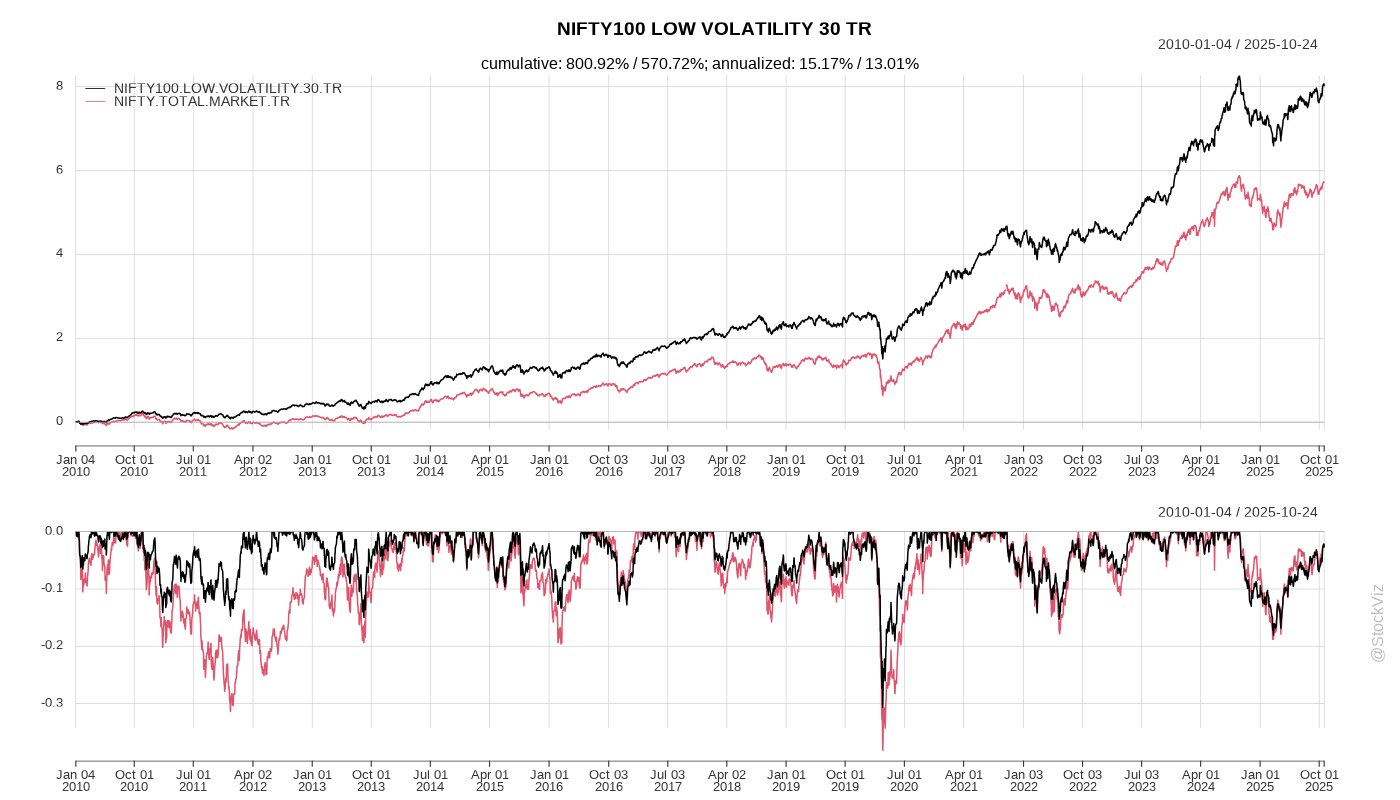 NIFTY100 LOW VOLATILITY 30 TR
2010-01-04 / 2025-10-24
cumulative: 800.92% / 570.72%; annualized: 15.17% / 13.01%
NIFTY100.LOW.VOLATILITY.30.TR
NIFTY.TOTAL.MARKET.TR
8
6
4
2
0
Jan 04 Oct 01 Jul 01 Apr 02 Jan 01 Oct 01 Jul 01 Apr 01 Jan 01 Oct 03 Jul 03 Apr 02 Jan 01 Oct 01 Jul 01 Apr 01 Jan 03 Oct 03 Jul 03 Apr 01 Jan 01 Oct 01
2010 2010 2011 2012 2013 2013 2014 2015 2016 2016 2017 2018 2019 2019 2020 2021 2022 2022 2023 2024 2025 2025
2010-01-04 / 2025-10-24
0.0
-0.1
-0.2
-0.3
Jan 04 Oct 01 Jul 01 Apr 02 Jan 01 Oct 01 Jul 01 Apr 01 Jan 01 Oct 03 Jul 03 Apr 02 Jan 01 Oct 01 Jul 01 Apr 01 Jan 03 Oct 03 Jul 03 Apr 01 Jan 01 Oct 01
2010 2010 2011 2012 2013 2013 2014 2015 2016 2016 2017 2018 2019 2019 2020 2021 2022 2022 2023 2024 2025 2025
@StockViz